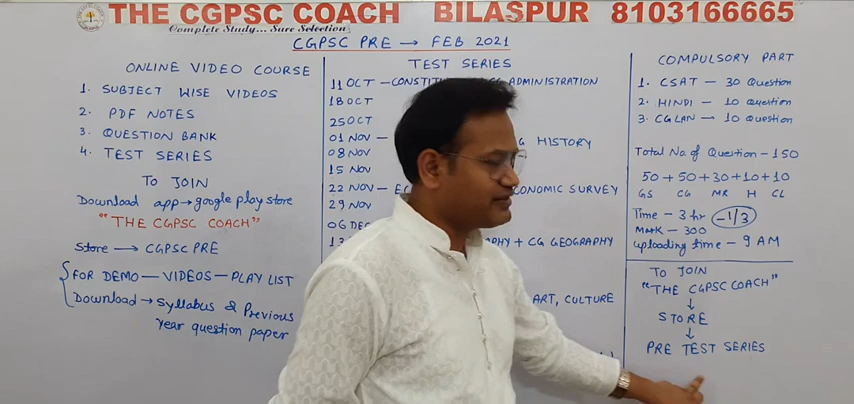 THE CGPSC COACH BILASPUR 8103166665
Complete Study... Sure Selection
CGPSC PRE → FEB 2021
ONLINE VIDEO COURSE
1. SUBJECT WISE VIDEOS
2. PDF NOTES
3. QUESTION BANK
4. TEST SERIES
TO JOIN
Download app → google play store
"THE CGPSC COACH"
Store → CGPSC PRE
FOR DEMO — VIDEOS — PLAY LIST
Download → Syllabus & Previous
Year question paper
TEST SERIES
11 OCT — ADMINISTRATION
18 OCT
25 OCT
01 NOV — HISTORY
08 NOV
15 NOV
22 NOV — ECONOMIC SURVEY
29 NOV
06
+ CG GEOGRAPHY
ART, CULTURE
COMPULSORY PART
1. CSAT — 30 Question
2. HINDI — 10 Question
3. CG LAN — 10 Question
Total No. of Question — 150
50 + 50 + 30 + 10 + 10
GS CG MR H CL
Time — 3 hr -1/3
Mark — 300
uploading time — 9 AM
TO JOIN
"THE CGPSC COACH"
↓
STORE
↓
PRE TEST SERIES